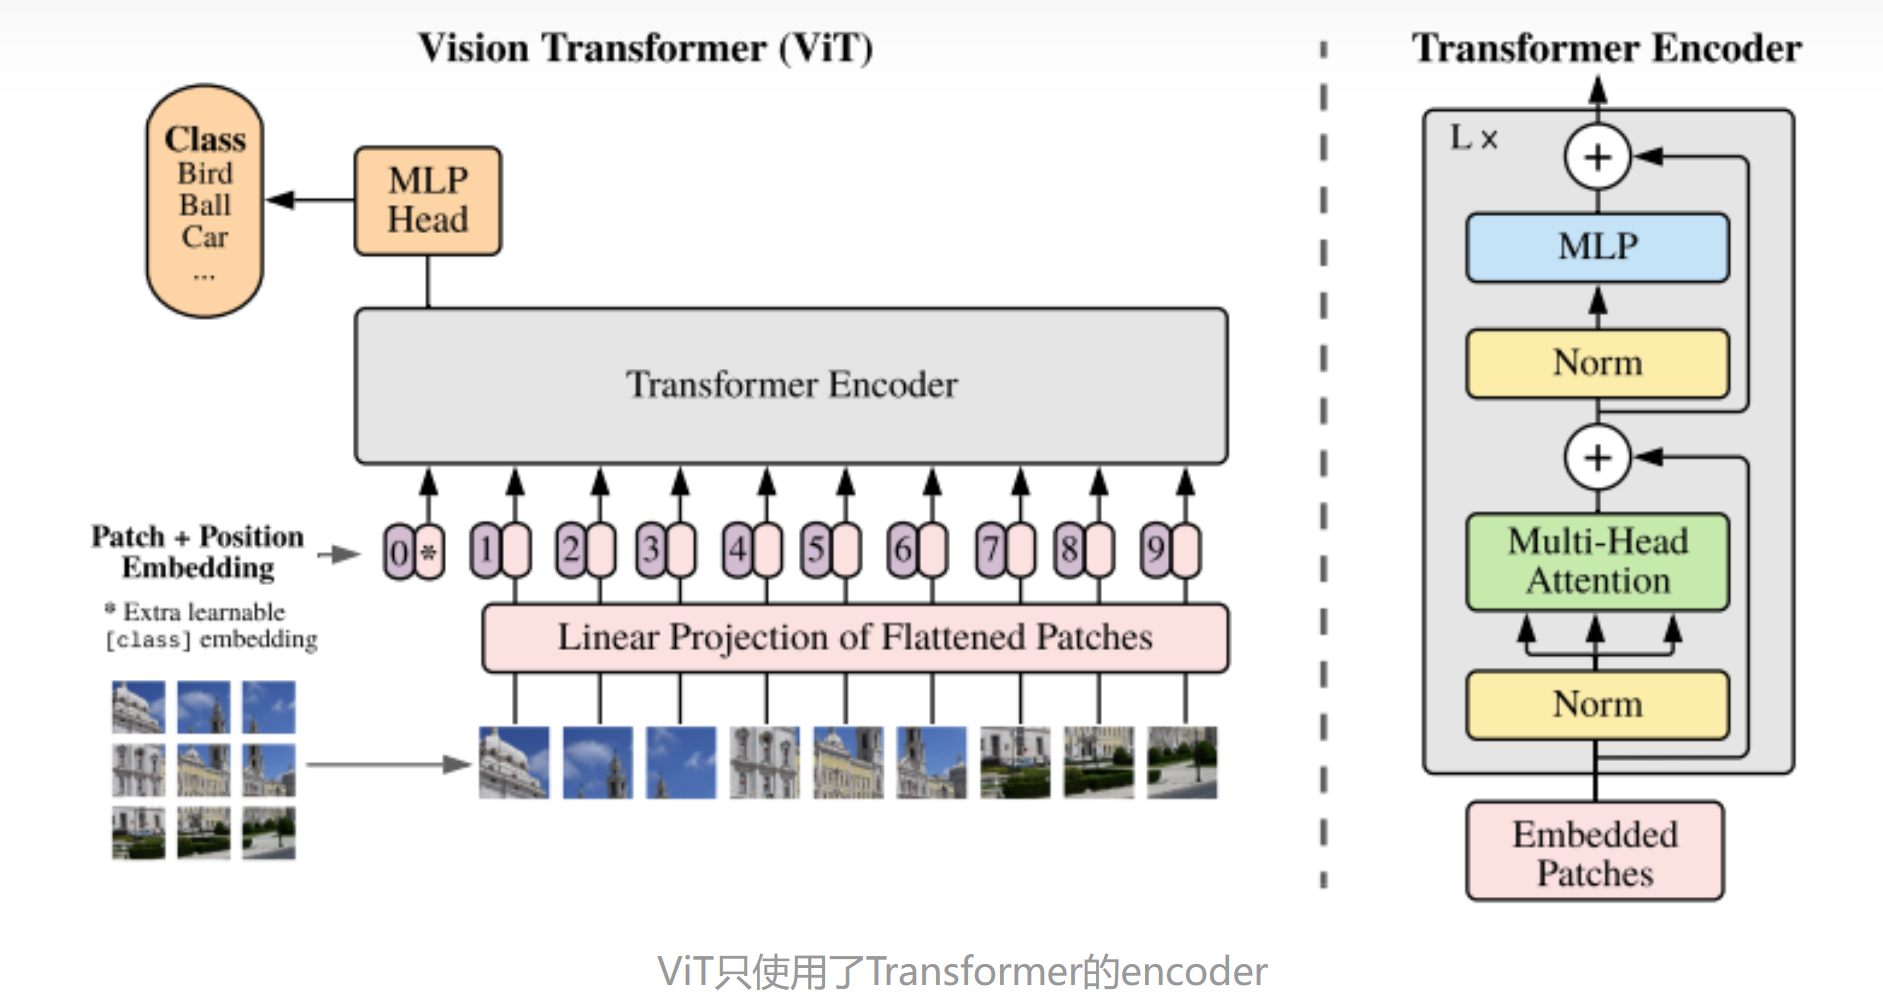 Vision Transformer (ViT)
Class
Bird
Ball
Car
...
MLP
Head
Transformer Encoder
Patch + Position
Embedding
* Extra learnable
[class] embedding
0 * 1 2 3 4 5 6 7 8 9
Linear Projection of Flattened Patches
Transformer Encoder
L ×
+
MLP
Norm
+
Multi-Head
Attention
Norm
Embedded
Patches
ViT只使用了Transformer的encoder